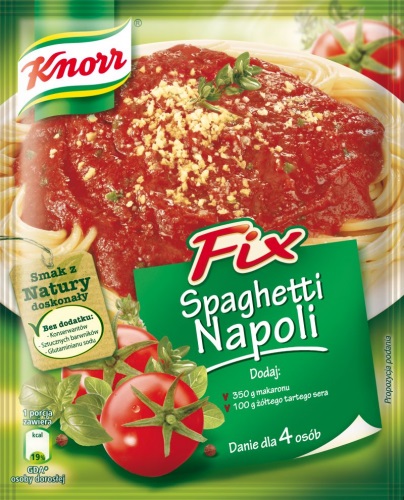 Knorr
Fix
Spaghetti
Napoli
Smak z
Natury
doskonały
Bez dodatku:
- Konserwantów
- Sztucznych barwników
- Glutaminianu sodu
Dodaj:
350 g makaronu
100 g żółtego tartego sera
Danie dla 4 osób
Propozycja podania
1 porcja
zawiera
kcal
19%
GDA*
osoby dorosłej